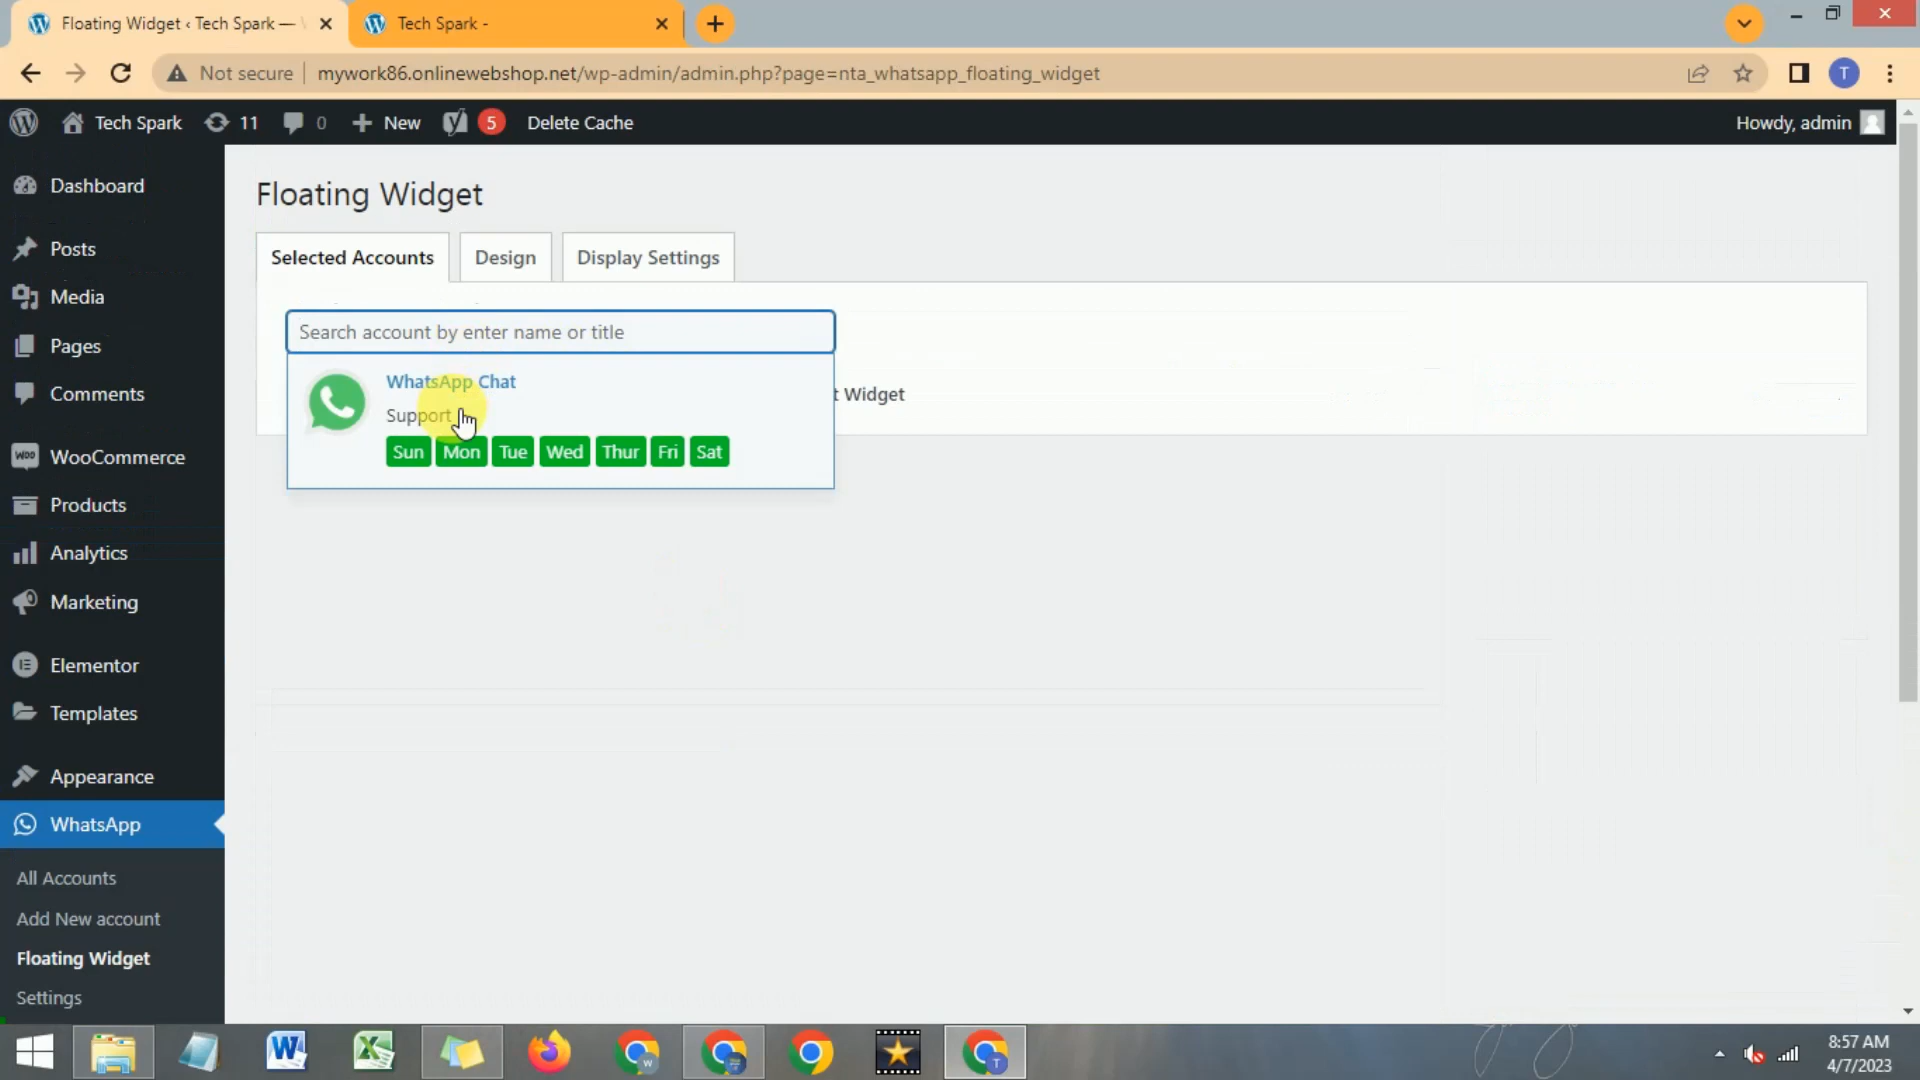 Floating Widget ‹ Tech Spark —
Tech Spark -
Not secure
mywork86.onlinewebshop.net/wp-admin/admin.php?page=nta_whatsapp_floating_widget
T
Tech Spark
11
0
New
5
Delete Cache
Howdy, admin
Dashboard
Posts
Media
Pages
Comments
WooCommerce
Products
Analytics
Marketing
Elementor
Templates
Appearance
WhatsApp
All Accounts
Add New account
Floating Widget
Settings
Floating Widget
Selected Accounts
Design
Display Settings
Search account by enter name or title
WhatsApp Chat
Support
Sun Mon Tue Wed Thur Fri Sat
t Widget
8:57 AM
4/7/2023